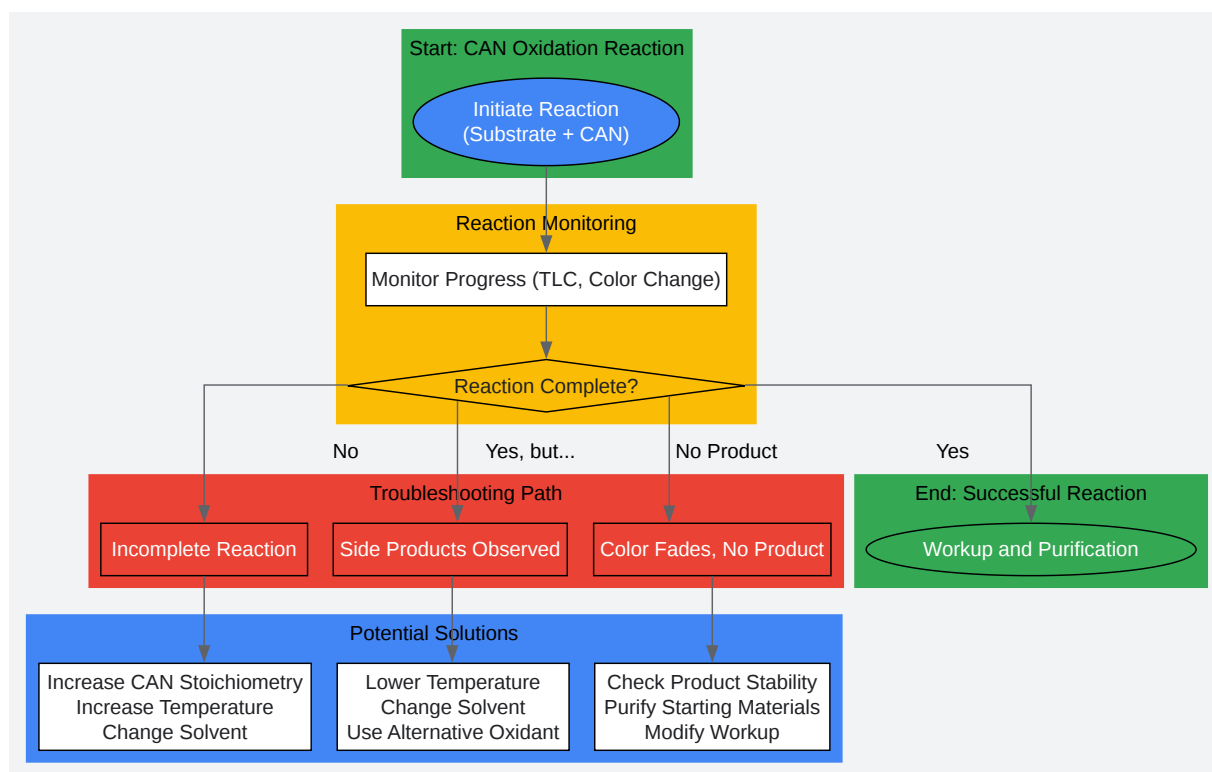 Start: CAN Oxidation Reaction
Initiate Reaction
(Substrate + CAN)
Reaction Monitoring
Monitor Progress (TLC, Color Change)
Reaction Complete?
No
Yes, but...
No Product
Yes
Troubleshooting Path
End: Successful Reaction
Incomplete Reaction
Side Products Observed
Color Fades, No Product
Workup and Purification
Potential Solutions
Increase CAN Stoichiometry
Increase Temperature
Change Solvent
Lower Temperature
Change Solvent
Use Alternative Oxidant
Check Product Stability
Purify Starting Materials
Modify Workup